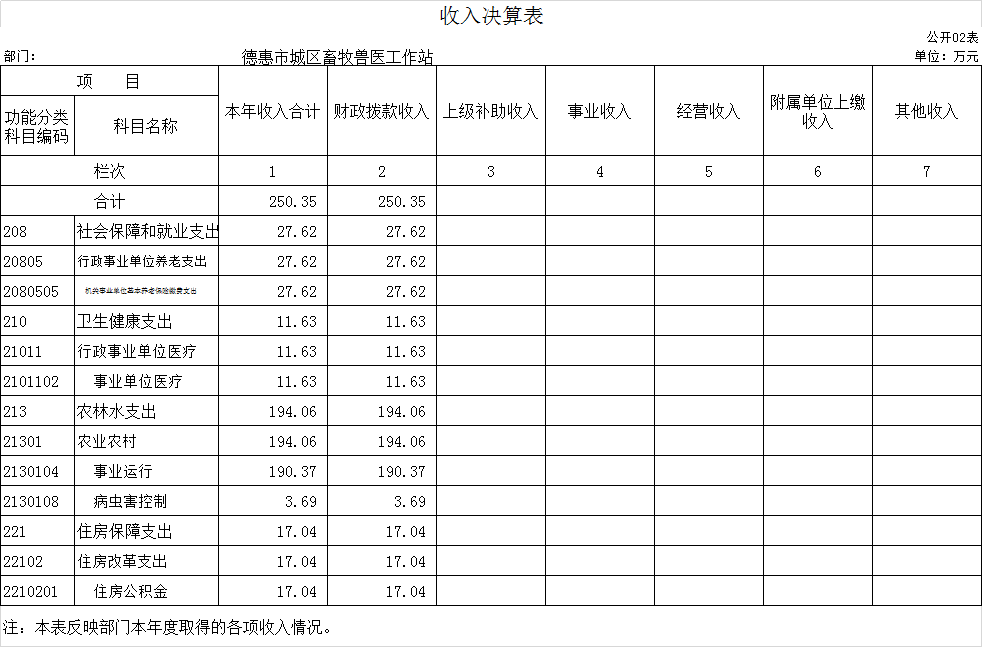 收入决算表
公开02表
部门： 德惠市城区畜牧兽医工作站 单位：万元
项 目 本年收入合计 财政拨款收入 上级补助收入 事业收入 经营收入 附属单位上缴收入 其他收入
功能分类科目编码 科目名称
栏次 1 2 3 4 5 6 7
合计 250.35 250.35
208 社会保障和就业支出 27.62 27.62
20805 行政事业单位养老支出 27.62 27.62
2080505 机关事业单位基本养老保险缴费支出 27.62 27.62
210 卫生健康支出 11.63 11.63
21011 行政事业单位医疗 11.63 11.63
2101102 事业单位医疗 11.63 11.63
213 农林水支出 194.06 194.06
21301 农业农村 194.06 194.06
2130104 事业运行 190.37 190.37
2130108 病虫害控制 3.69 3.69
221 住房保障支出 17.04 17.04
22102 住房改革支出 17.04 17.04
2210201 住房公积金 17.04 17.04
注：本表反映部门本年度取得的各项收入情况。